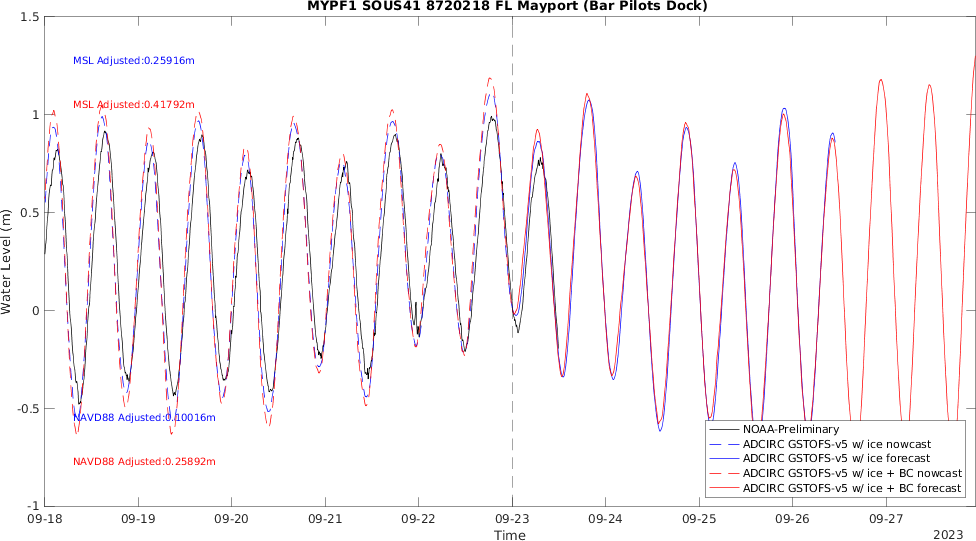 MYPF1 SOUS41 8720218 FL Mayport (Bar Pilots Dock)
1.5
MSL Adjusted:0.25916m
MSL Adjusted:0.41792m
1
0.5
Water Level (m)
0
-0.5
NAVD88 Adjusted:0.10016m
NAVD88 Adjusted:0.25892m
NOAA-Preliminary
ADCIRC GSTOFS-v5 w/ ice nowcast
ADCIRC GSTOFS-v5 w/ ice forecast
ADCIRC GSTOFS-v5 w/ ice + BC nowcast
ADCIRC GSTOFS-v5 w/ ice + BC forecast
-1
09-18 09-19 09-20 09-21 09-22 09-23 09-24 09-25 09-26 09-27
Time
2023